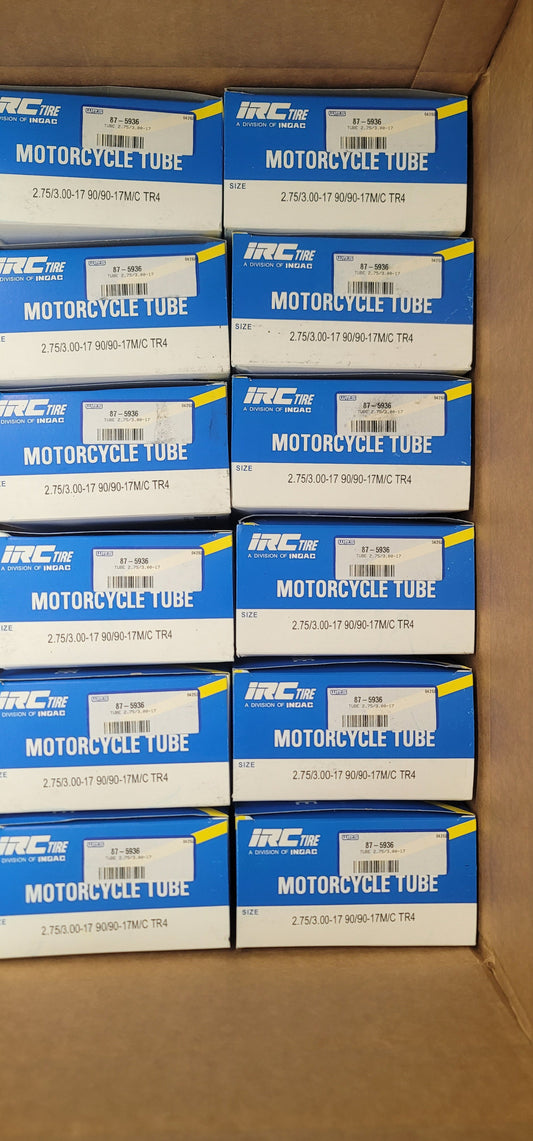 IRC TIRE
DIVISION OF INOAC
WPS 042523
87-5936
TUBE 2.75/3.00-17
MOTORCYCLE TUBE
2.75/3.00-17 90/90-17M/C TR4
IRC TIRE
A DIVISION OF INOAC
87-5936
TUBE 2.75/3.00-17
MOTORCYCLE TUBE
SIZE
2.75/3.00-17 90/90-17M/C TR4
IRC TIRE
A DIVISION OF INOAC
87-5936
TUBE 2.75/3.00-17
MOTORCYCLE TUBE
2.75/3.00-17 90/90-17M/C TR4
IRC TIRE
A DIVISION OF INOAC
87-5936
TUBE 2.75/3.00-17
MOTORCYCLE TUBE
SIZE
2.75/3.00-17 90/90-17M/C TR4
IRC TIRE
A DIVISION OF INOAC
87-5936
TUBE 2.75/3.00-17
MOTORCYCLE TUBE
2.75/3.00-17 90/90-17M/C TR4
IRC TIRE
A DIVISION OF INOAC
87-5936
TUBE 2.75/3.00-17
MOTORCYCLE TUBE
SIZE
2.75/3.00-17 90/90-17M/C TR4
IRC TIRE
A DIVISION OF INOAC
87-5936
TUBE 2.75/3.00-17
MOTORCYCLE TUBE
2.75/3.00-17 90/90-17M/C TR4
IRC TIRE
A DIVISION OF INOAC
87-5936
TUBE 2.75/3.00-17
MOTORCYCLE TUBE
SIZE
2.75/3.00-17 90/90-17M/C TR4
IRC TIRE
A DIVISION OF INOAC
87-5936
TUBE 2.75/3.00-17
MOTORCYCLE TUBE
2.75/3.00-17 90/90-17M/C TR4
IRC TIRE
A DIVISION OF INOAC
87-5936
TUBE 2.75/3.00-17
MOTORCYCLE TUBE
SIZE
2.75/3.00-17 90/90-17M/C TR4
IRC TIRE
A DIVISION OF INOAC
87-5936
TUBE 2.75/3.00-17
MOTORCYCLE TUBE
2.75/3.00-17 90/90-17M/C TR4
IRC TIRE
A DIVISION OF INOAC
87-5936
TUBE 2.75/3.00-17
MOTORCYCLE TUBE
SIZE
2.75/3.00-17 90/90-17M/C TR4